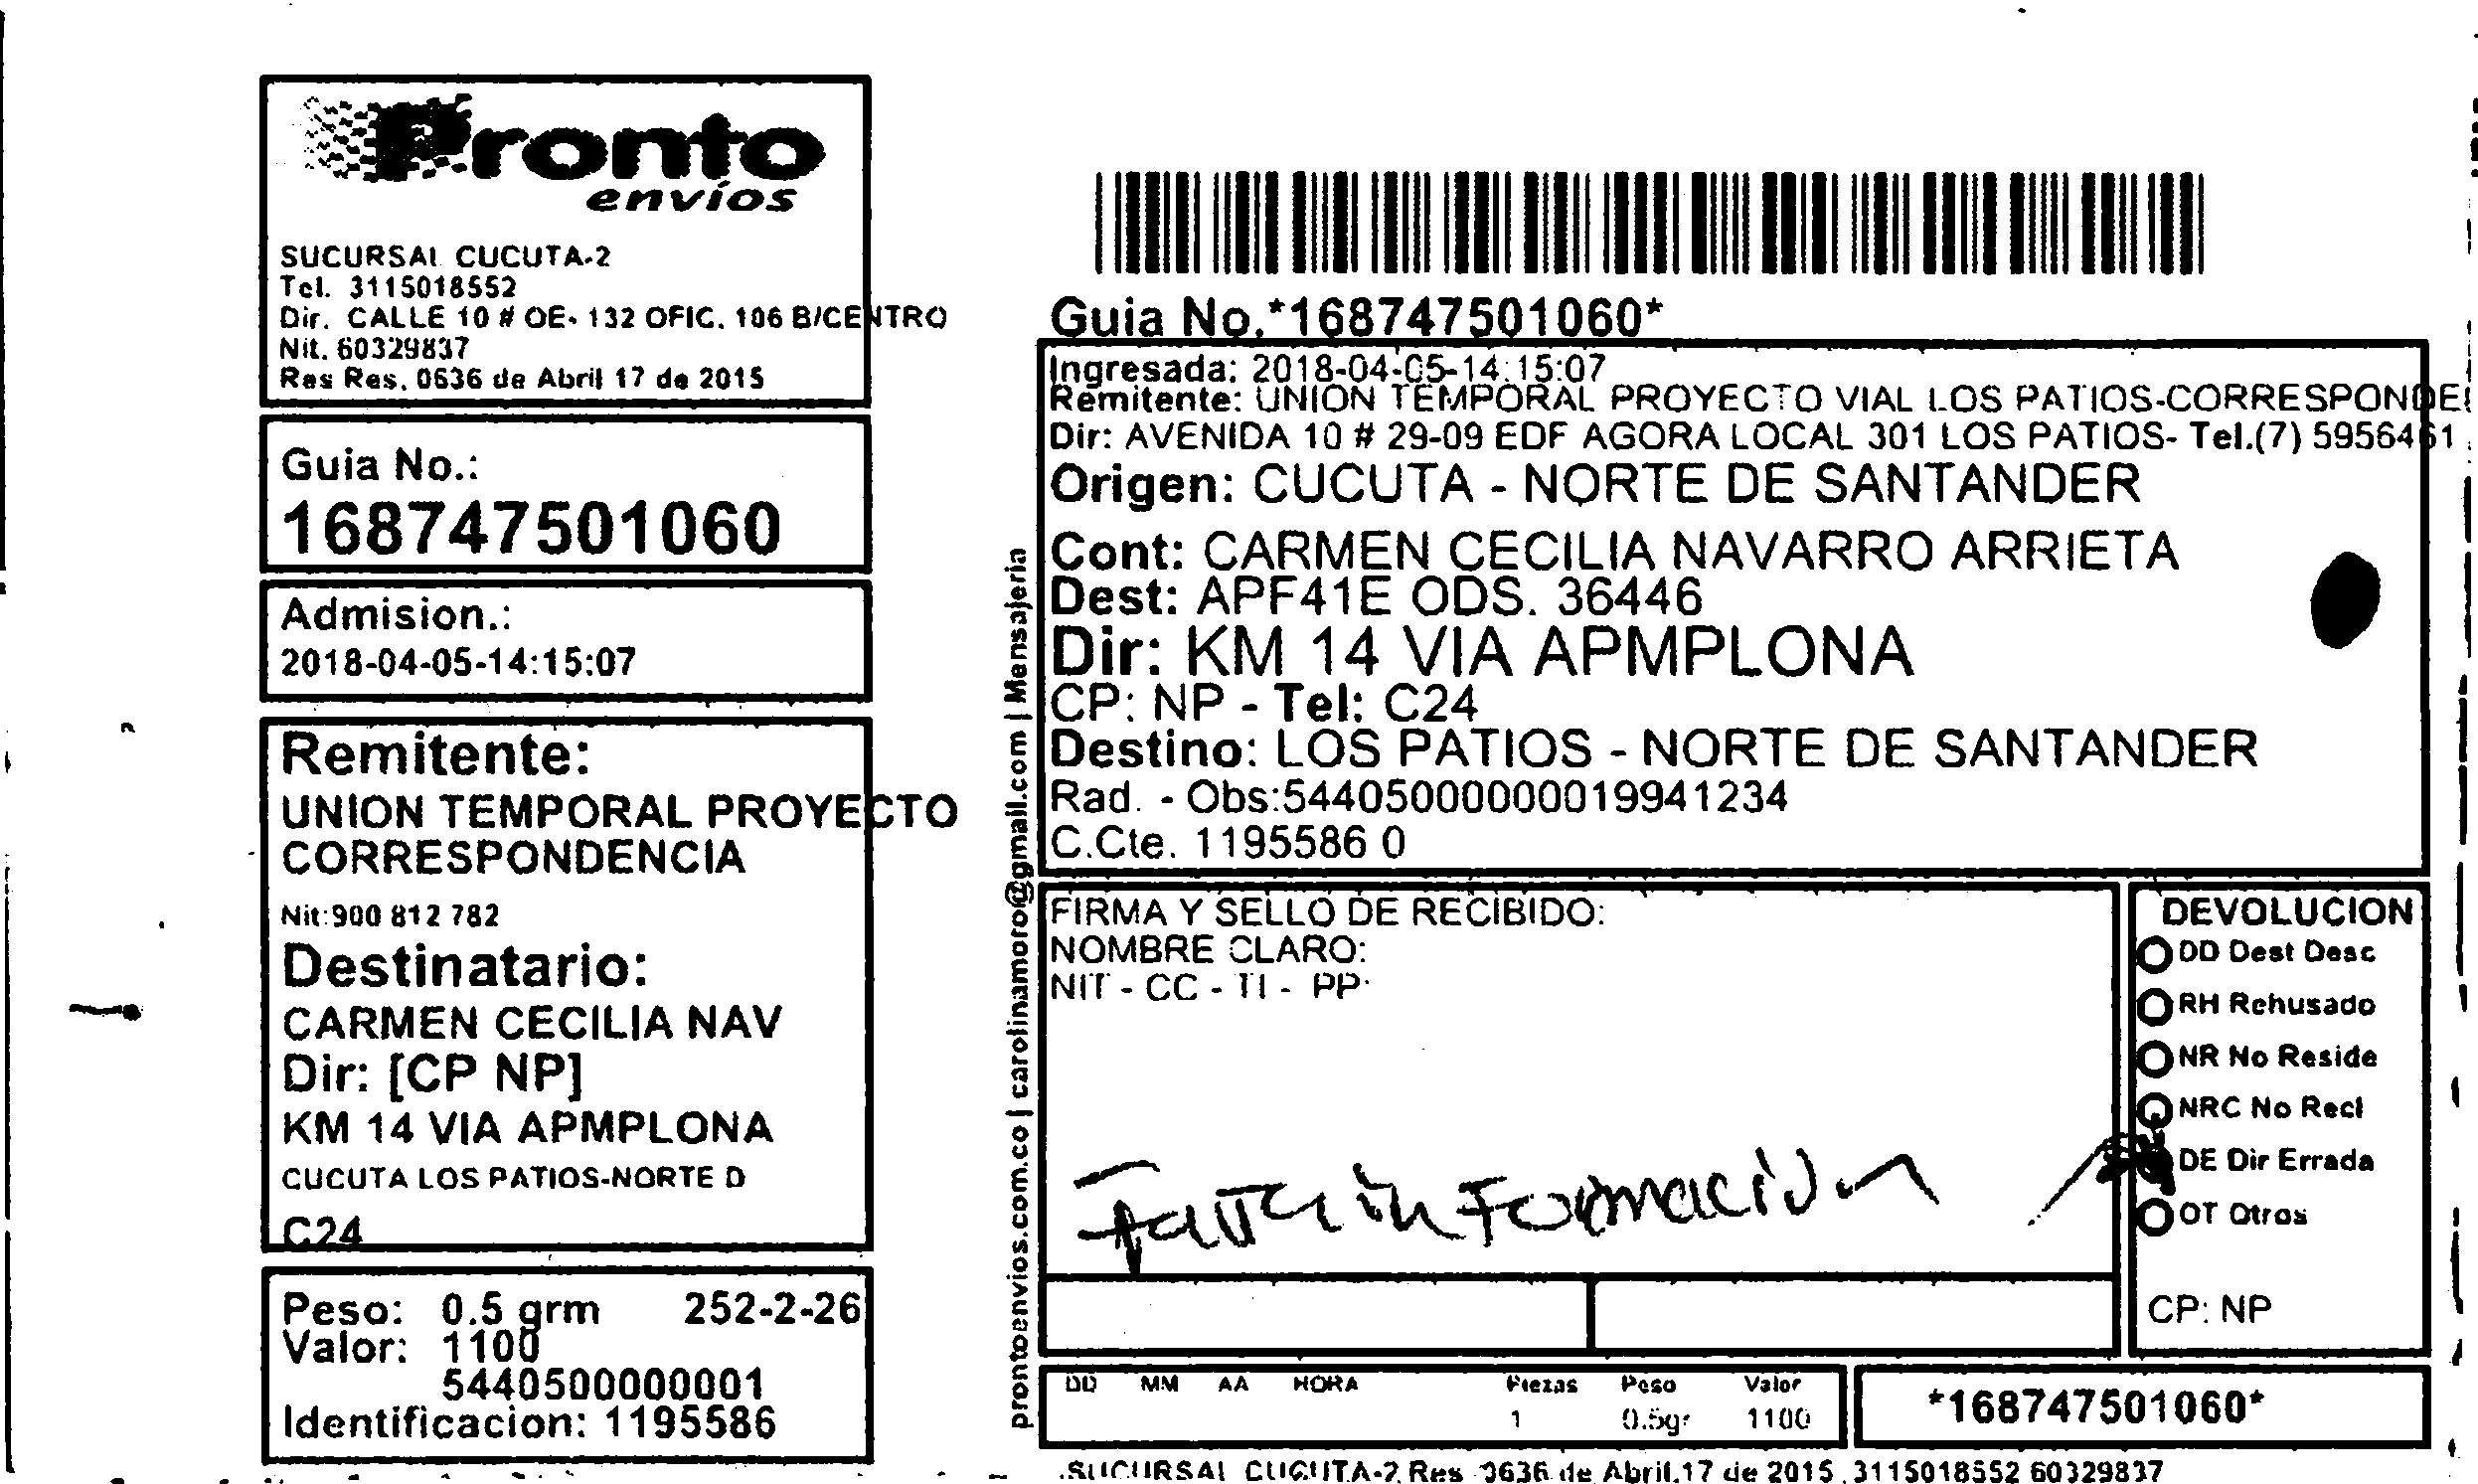 Pronto
envíos
SUCURSAL CUCUTA-2
Tel. 3115018552
Dir. CALLE 10 # OE- 132 OFIC. 106 B/CENTRO
Nit. 60329837
Res Res. 0636 de Abril 17 de 2015
Guia No.:
168747501060
Admision.:
2018-04-05-14:15:07
Remitente:
UNION TEMPORAL PROYECTO
CORRESPONDENCIA
Nit:900 812 782
Destinatario:
CARMEN CECILIA NAV
Dir: [CP NP]
KM 14 VIA APMPLONA
CUCUTA LOS PATIOS-NORTE D
C24
Peso: 0.5 grm 252-2-26
Valor: 1100
5440500000001
Identificacion: 1195586
prontoenvios.com.co | carolinamoro@gmail.com | Mensajeria
Guia No.*168747501060*
Ingresada: 2018-04-05-14:15:07
Remitente: UNION TEMPORAL PROYECTO VIAL LOS PATIOS-CORRESPONDE
Dir: AVENIDA 10 # 29-09 EDF AGORA LOCAL 301 LOS PATIOS- Tel.(7) 5956461
Origen: CUCUTA - NORTE DE SANTANDER
Cont: CARMEN CECILIA NAVARRO ARRIETA
Dest: APF41E ODS. 36446
Dir: KM 14 VIA APMPLONA
CP: NP - Tel: C24
Destino: LOS PATIOS - NORTE DE SANTANDER
Rad. - Obs:544050000000019941234
C.Cte. 1195586 0
FIRMA Y SELLO DE RECIBIDO:
NOMBRE CLARO:
NIT - CC - TI - PP.
Falta información
DEVOLUCION
DD Dest Desc
RH Rehusado
NR No Reside
NRC No Recl
DE Dir Errada
OT Otros
CP: NP
DD MM AA HORA Piezas Peso Valor
1 0.5gr 1100
*168747501060*
SUCURSAL CUCUTA-2 Res 0636 de Abril.17 de 2015 3115018552 60329837